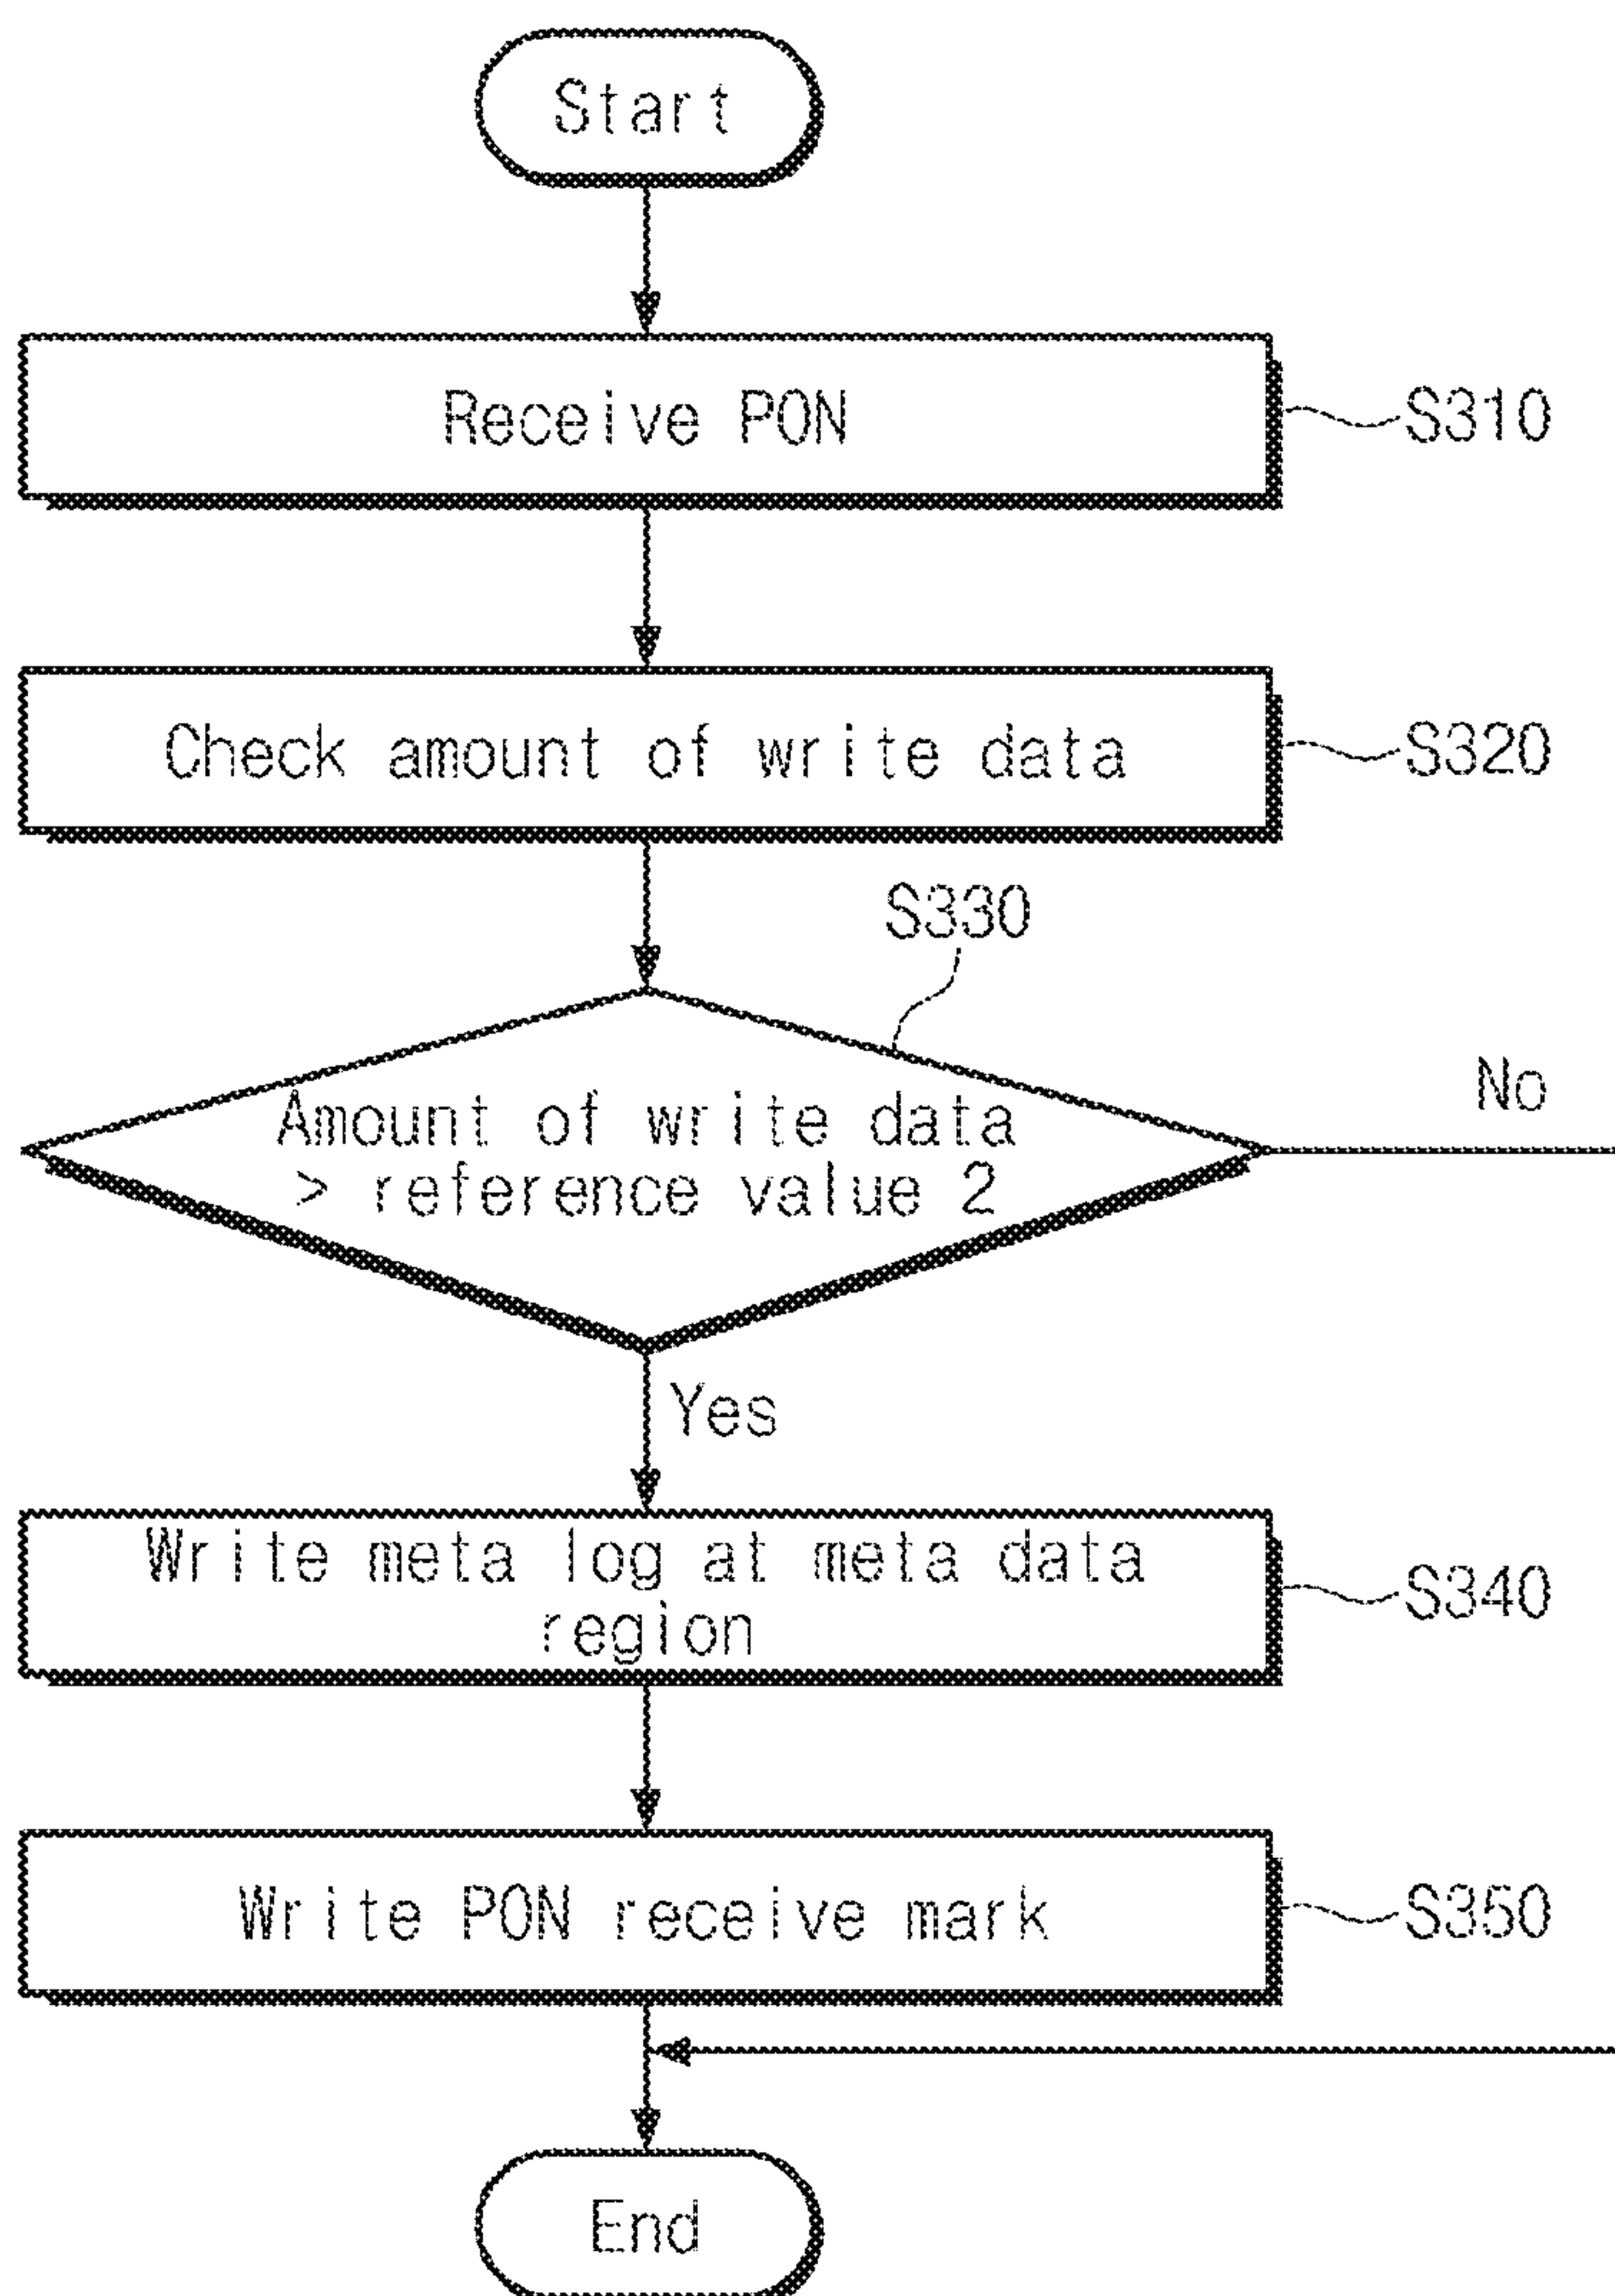 Start
Receive PON
S310
Check amount of write data
S320
S330
Amount of write data
> reference value 2
No
Yes
Write meta log at meta data
region
S340
Write PON receive mark
S350
End